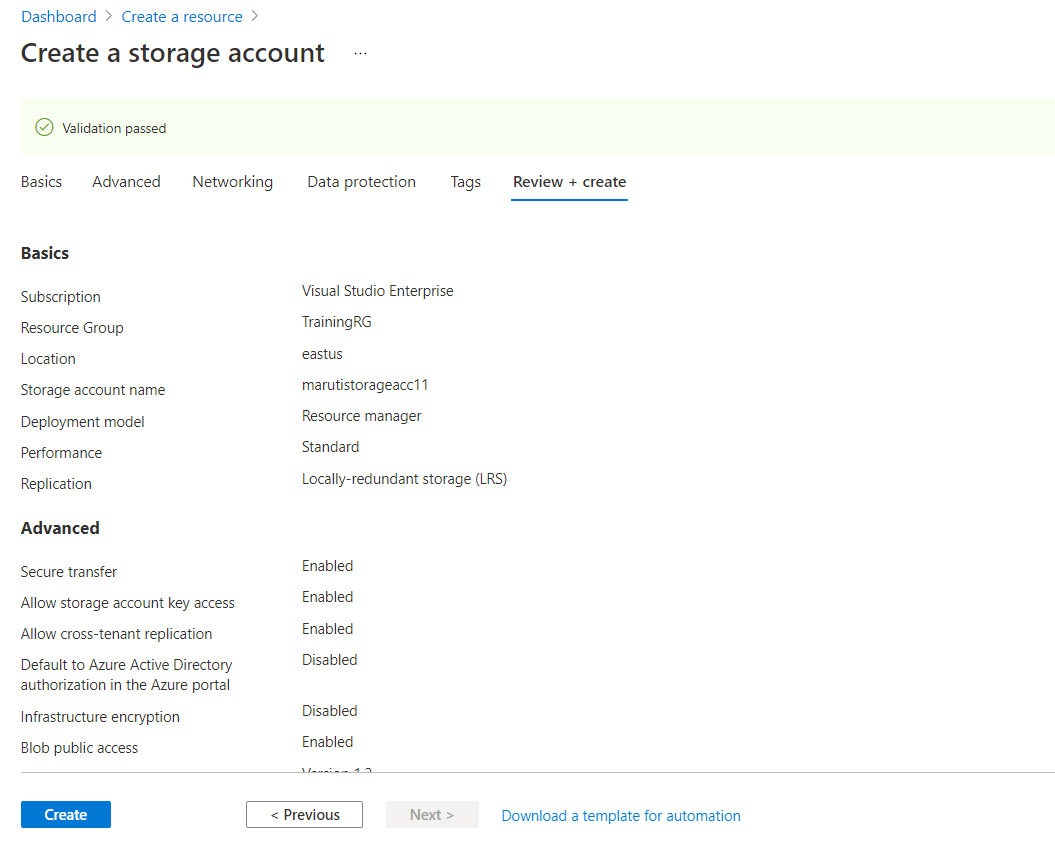 Dashboard > Create a resource >
Create a storage account ...
Validation passed
Basics Advanced Networking Data protection Tags Review + create
Basics
Subscription Visual Studio Enterprise
Resource Group TrainingRG
Location eastus
Storage account name marutistorageacc11
Deployment model Resource manager
Performance Standard
Replication Locally-redundant storage (LRS)
Advanced
Secure transfer Enabled
Allow storage account key access Enabled
Allow cross-tenant replication Enabled
Default to Azure Active Directory Disabled
authorization in the Azure portal
Infrastructure encryption Disabled
Blob public access Enabled
Version 1.2
Create < Previous Next > Download a template for automation